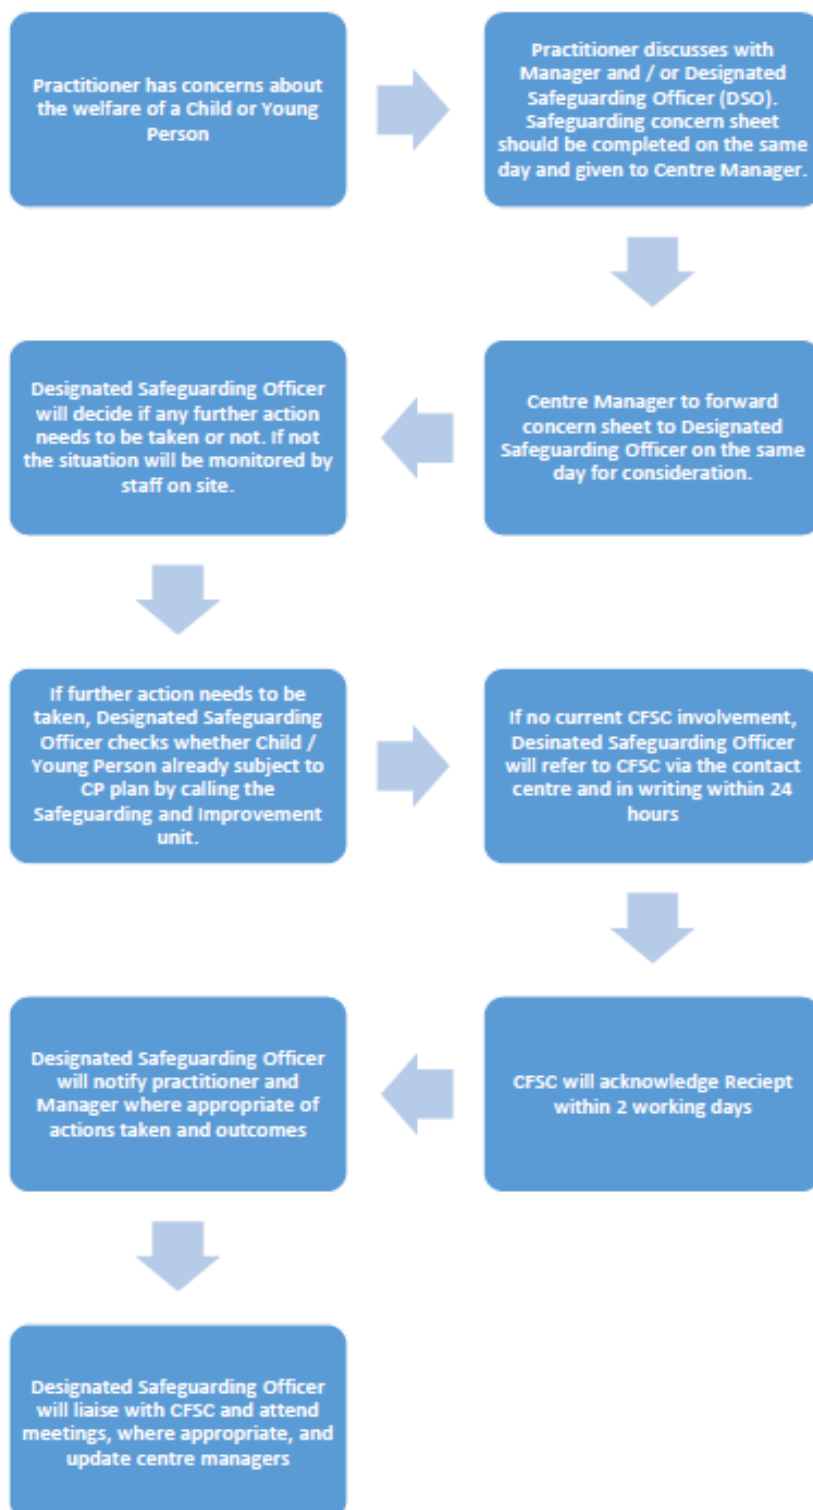 Practitioner has concerns about
the welfare of a Child or Young
Person
Practitioner discusses with
Manager and / or Designated
Safeguarding Officer (DSO).
Safeguarding concern sheet
should be completed on the same
day and given to Centre Manager.
Centre Manager to forward
concern sheet to Designated
Safeguarding Officer on the same
day for consideration.
Designated Safeguarding Officer
will decide if any further action
needs to be taken or not. If not
the situation will be monitored by
staff on site.
If further action needs to be
taken, Designated Safeguarding
Officer checks whether Child /
Young Person already subject to
CP plan by calling the
Safeguarding and Improvement
unit.
If no current CFSC involvement,
Desinated Safeguarding Officer
will refer to CFSC via the contact
centre and in writing within 24
hours
CFSC will acknowledge Reciept
within 2 working days
Designated Safeguarding Officer
will notify practitioner and
Manager where appropriate of
actions taken and outcomes
Designated Safeguarding Officer
will liaise with CFSC and attend
meetings, where appropriate, and
update centre managers